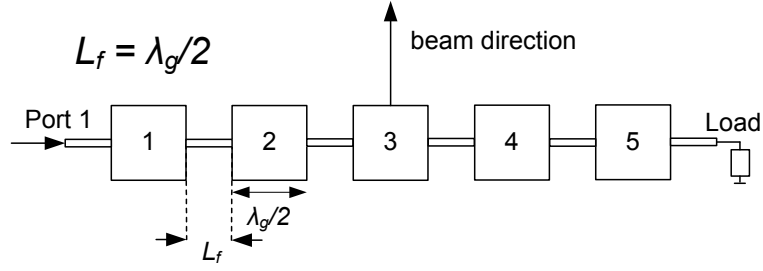 L_f = λ_g/2
beam direction
Port 1
1
2
3
4
5
Load
λ_g/2
L_f